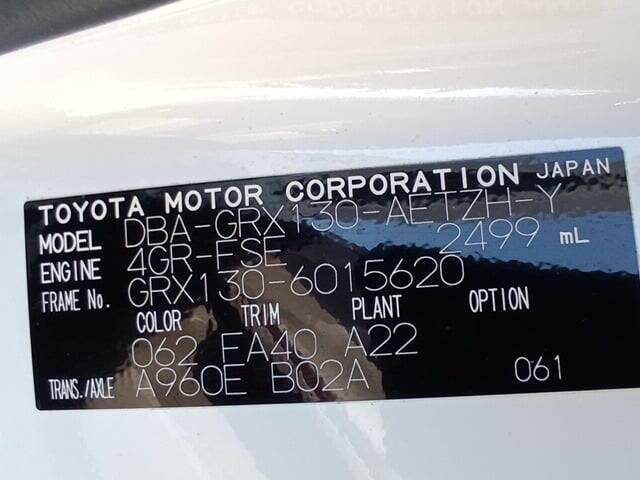 TOYOTA MOTOR CORPORATION JAPAN
MODEL DBA-GRX130-AETZH-Y
ENGINE 4GR-FSE 2499 mL
FRAME No. GRX130-6015620
COLOR TRIM PLANT OPTION
062 FA40 A22
TRANS./AXLE A960E B02A 061